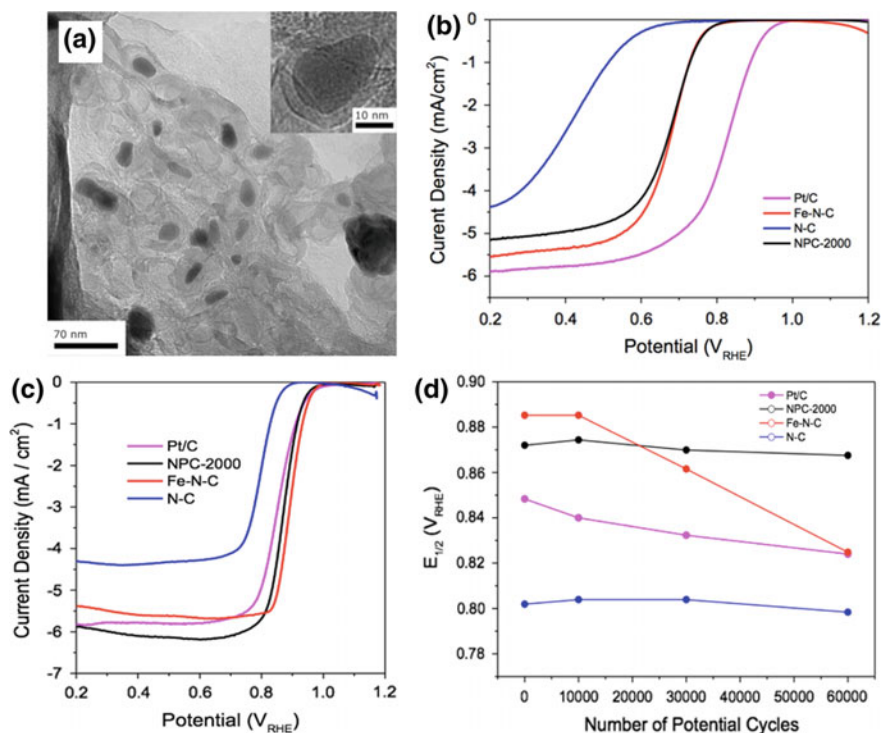 (a)
10 nm
70 nm
(b)
Curent Density (mA/cm²)
0
-1
-2
-3
-4
-5
-6
Pt/C
Fe-N-C
N-C
NPC-2000
0.2 0.4 0.6 0.8 1.0 1.2
Potential (V_RHE)
(c)
Current Density (mA / cm²)
0
-1
-2
-3
-4
-5
-6
-7
Pt/C
NPC-2000
Fe-N-C
N-C
0.2 0.4 0.6 0.8 1.0 1.2
Potential (V_RHE)
(d)
E_1/2 (V_RHE)
0.90
0.88
0.86
0.84
0.82
0.80
0.78
Pt/C
NPC-2000
Fe-N-C
N-C
0 10000 20000 30000 40000 50000 60000
Number of Potential Cycles